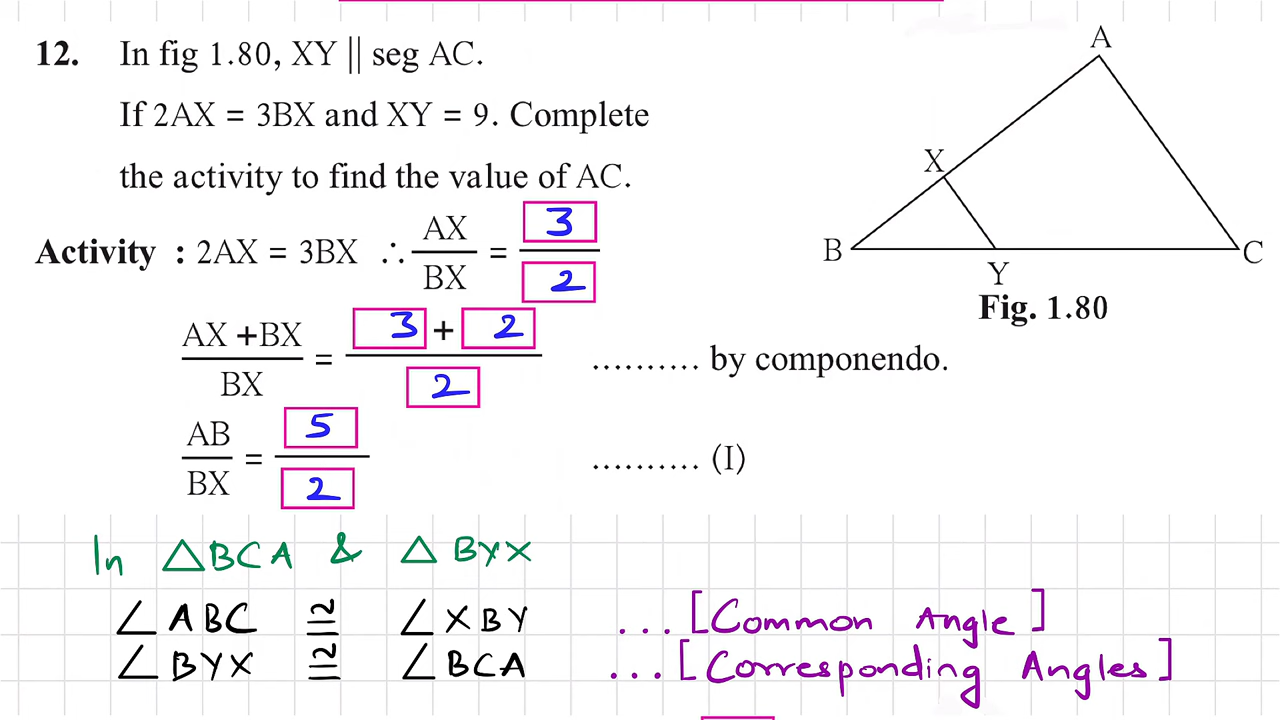 12. In fig 1.80, XY || seg AC.
If 2AX = 3BX and XY = 9. Compl
the activity to find the value of AC.
Activity : 2AX = 3BX ∴ AX/BX = 3/2
AX + BX / BX = 3 + 2 / 2 .......... by componendo.
AB/BX = 5/2 .......... (I)
A
X
B
Y
C
Fig. 1.80
In △BCA & △BYX
∠ABC ≅ ∠XBY ...[Common Angle]
∠BYX ≅ ∠BCA ...[Corresponding Angles]